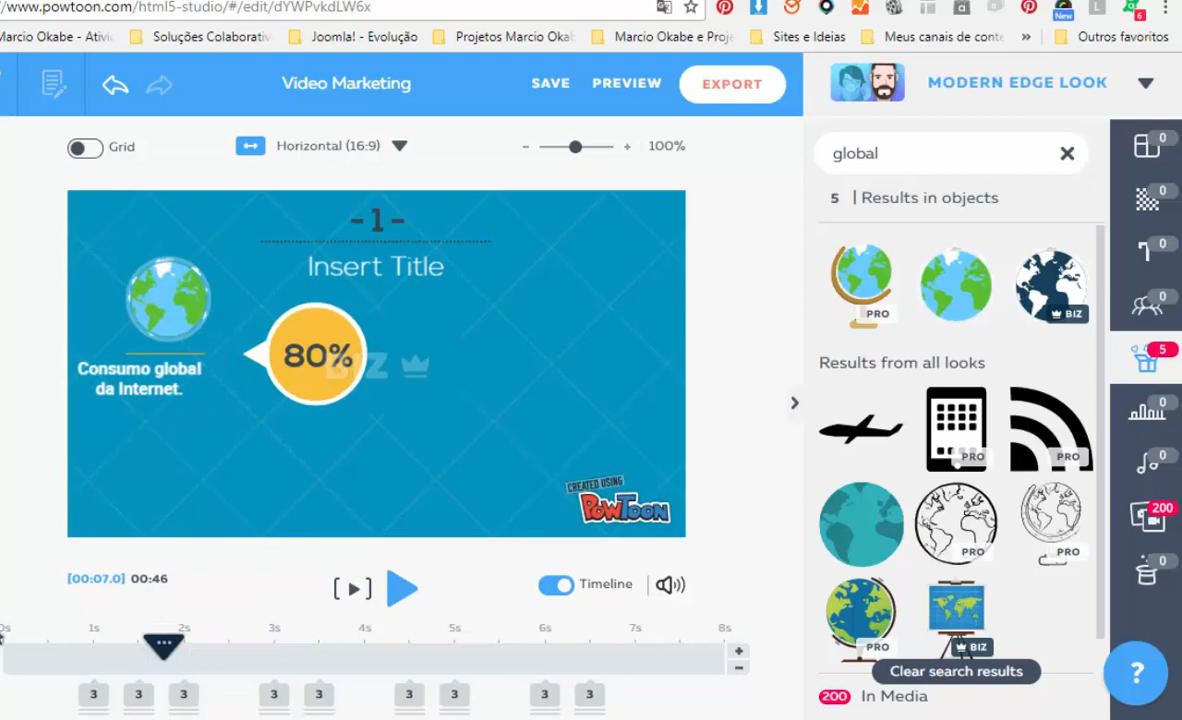 /www.powtoon.com/html5-studio/#/edit/dYWPvkdLW6x
6
New
Marcio Okabe - Ativi
Soluções Colaborativ
Joomla! - Evolução
Projetos Marcio Okab
Marcio Okabe e Proje
Sites e Ideias
Meus canais de conte
»
Outros favoritos
Video Marketing
SAVE
PREVIEW
EXPORT
MODERN EDGE LOOK
Grid
Horizontal (16:9)
- + 100%
global
5 | Results in objects
- 1 -
Insert Title
80%
BIZ
Consumo global
da Internet.
CREATED USING
POWTOON
PRO
BIZ
Results from all looks
PRO
PRO
PRO
PRO
PRO
BIZ
Clear search results
200 In Media
0
0
0
0
5
0
0
200
0
?
[00:07.0] 00:46
Timeline
0s 1s 2s 3s 4s 5s 6s 7s 8s
+
-
3 3 3 3 3 3 3 3 3